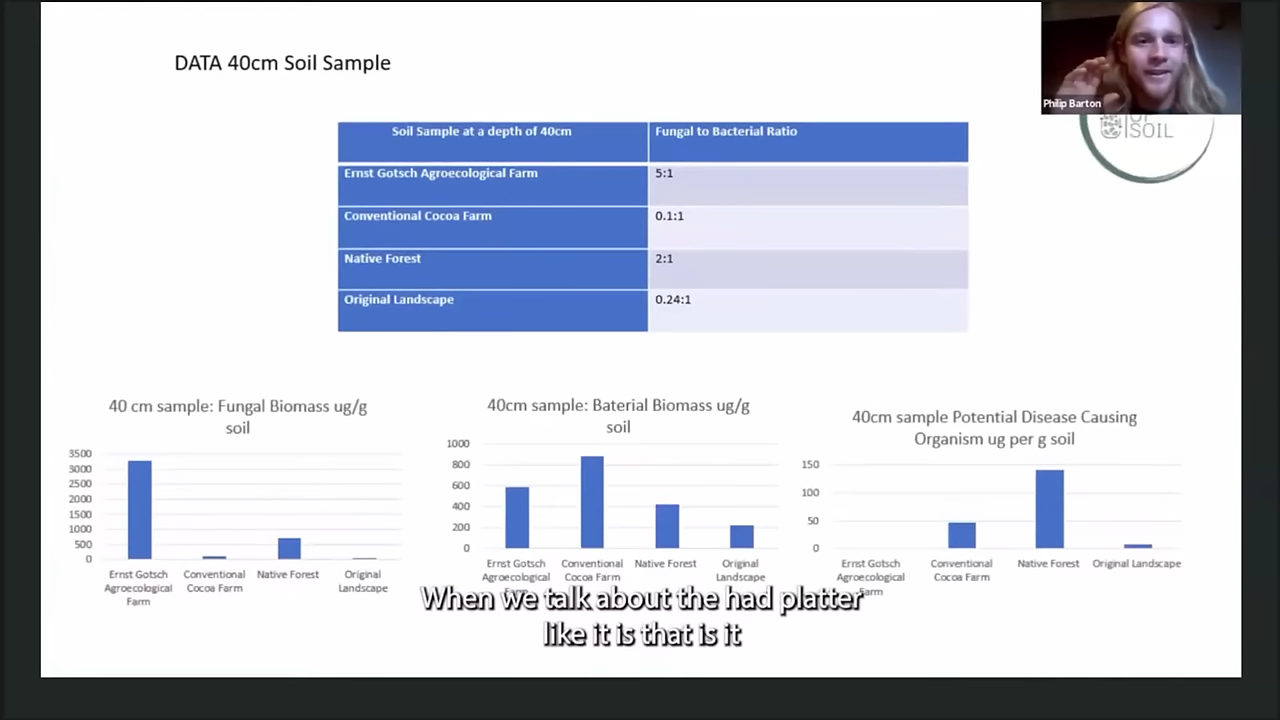 DATA 40cm Soil Sample
Philip Barton
SOIL
Soil Sample at a depth of 40cm Fungal to Bacterial Ratio
Ernst Gotsch Agroecological Farm 5:1
Conventional Cocoa Farm 0.1:1
Native Forest 2:1
Original Landscape 0.24:1
40 cm sample: Fungal Biomass ug/g
soil
3500
3000
2500
2000
1500
1000
500
0
Ernst Gotsch
Agroecological
Farm
Conventional
Cocoa Farm
Native Forest
Original
Landscape
40cm sample: Baterial Biomass ug/g
soil
1000
800
600
400
200
0
Ernst Gotsch
Agroecological
Conventional
Cocoa Farm
Native Forest
Original
Landscape
40cm sample Potential Disease Causing
Organism ug per g soil
150
100
50
0
Ernst Gotsch
Agroecological
Farm
Conventional
Cocoa Farm
Native Forest
Original Landscape
When we talk about the had platter
like it is that is it